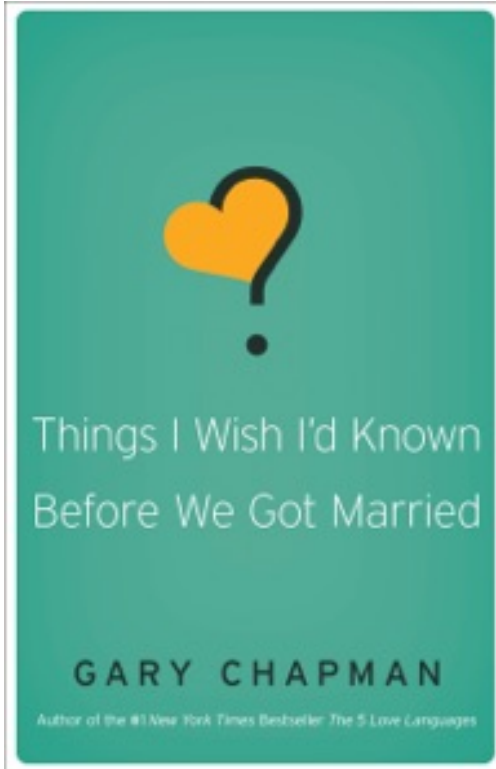 ?
Things I Wish I'd Known
Before We Got Married
GARY CHAPMAN
Author of the #1 New York Times Bestseller The 5 Love Languages